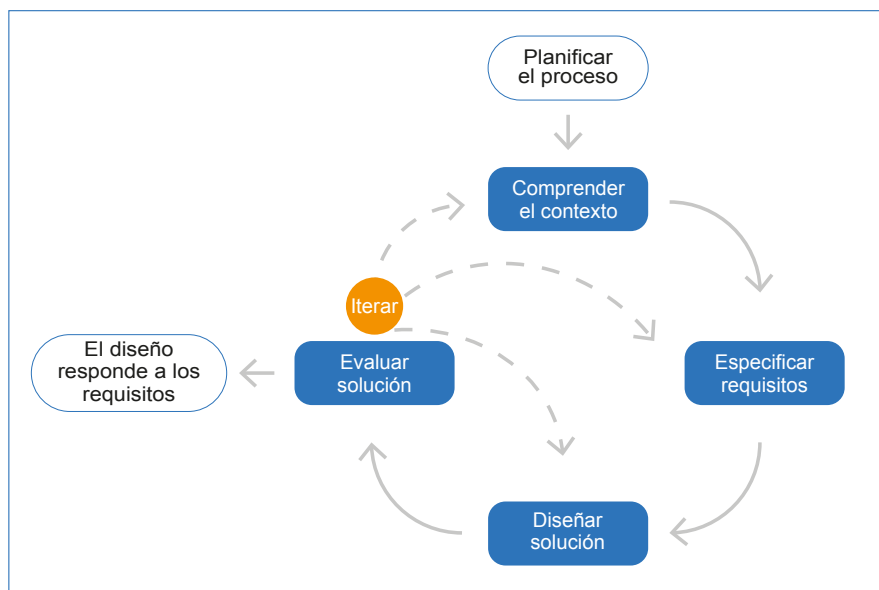 Planificar
el proceso
Comprender
el contexto
Iterar
El diseño
responde a los
requisitos
Evaluar
solución
Especificar
requisitos
Diseñar
solución